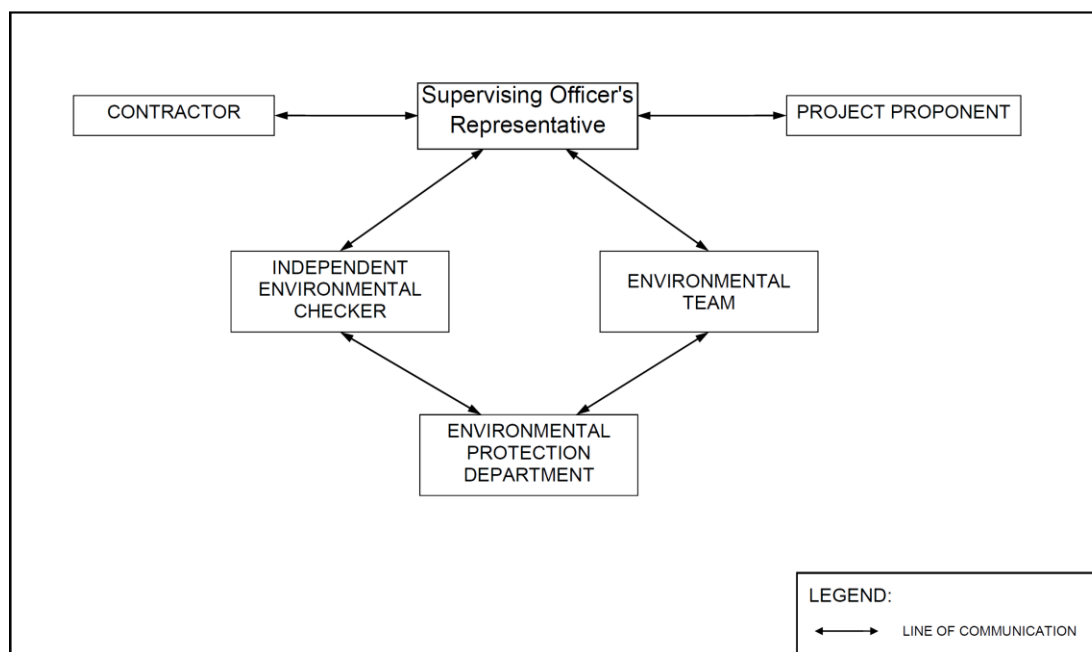 CONTRACTOR
Supervising Officer's
Representative
PROJECT PROPONENT
INDEPENDENT
ENVIRONMENTAL
CHECKER
ENVIRONMENTAL
TEAM
ENVIRONMENTAL
PROTECTION
DEPARTMENT
LEGEND:
LINE OF COMMUNICATION